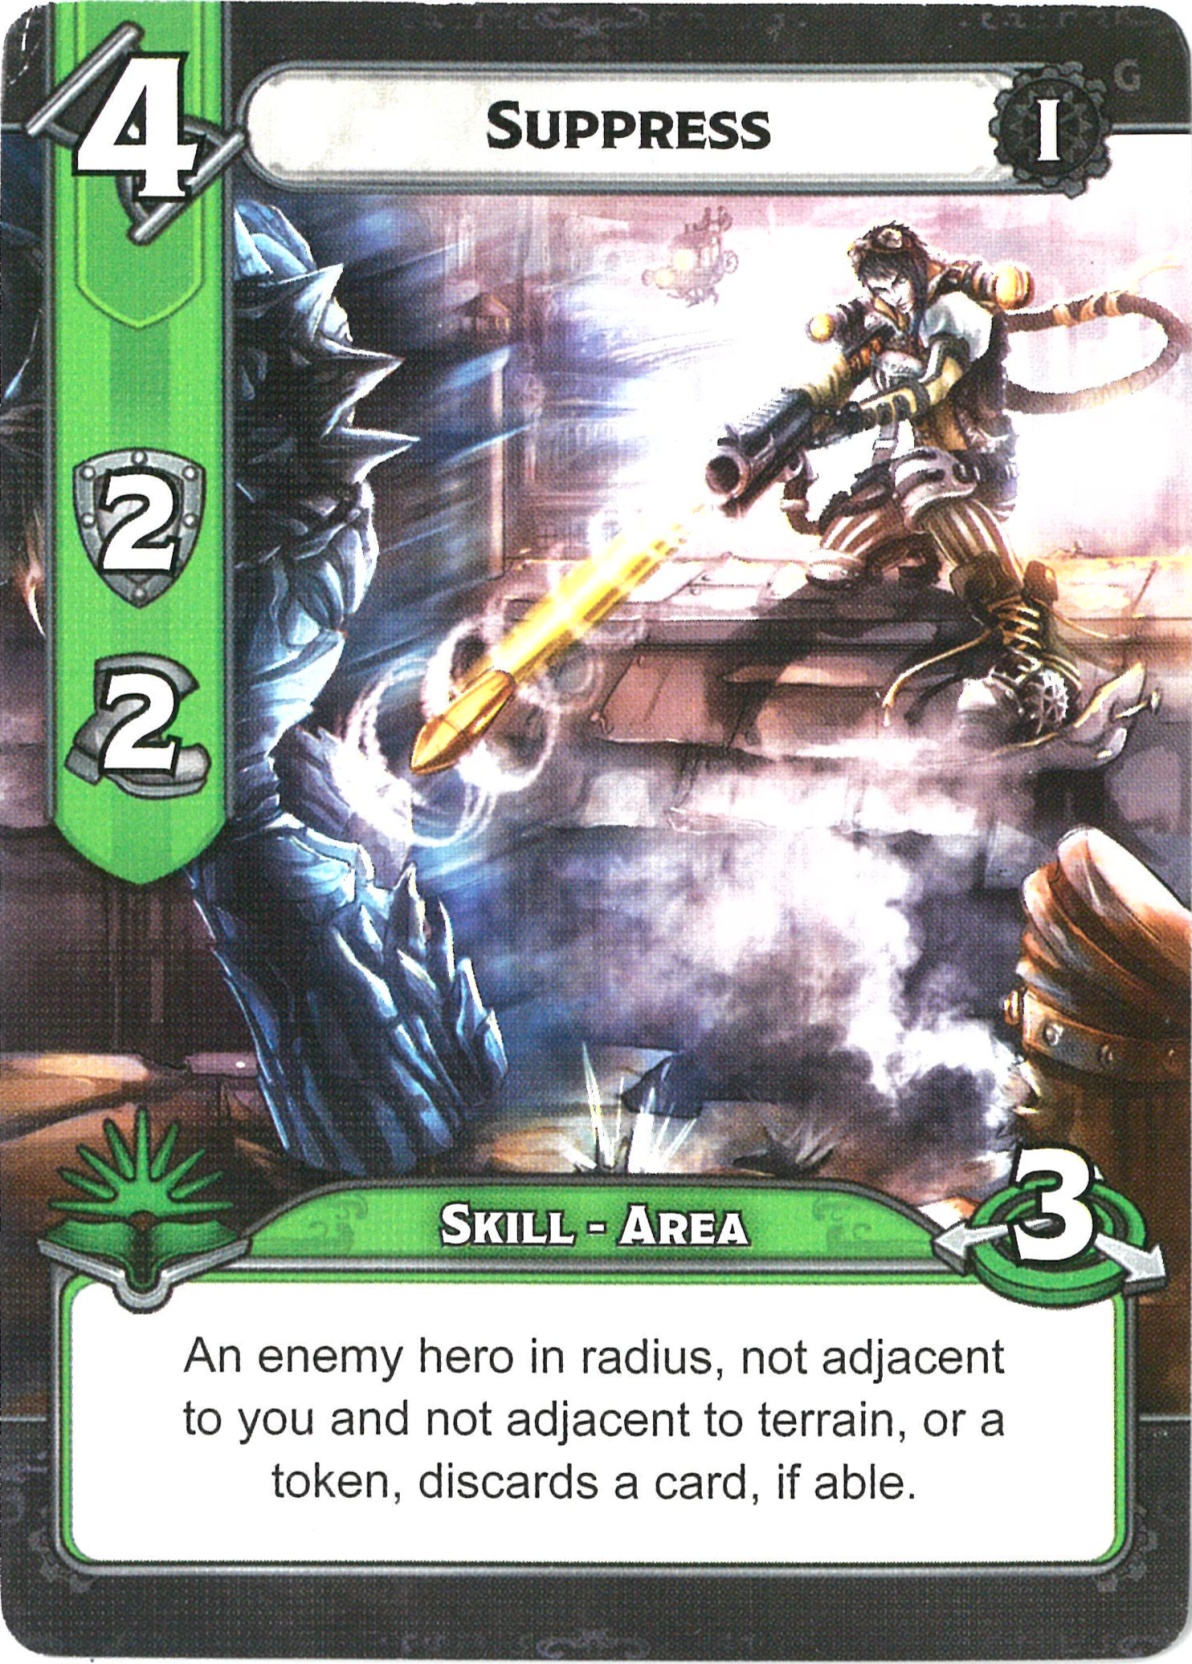 4
SUPPRESS
I
G
2
2
SKILL - AREA
3
An enemy hero in radius, not adjacent
to you and not adjacent to terrain, or a
token, discards a card, if able.